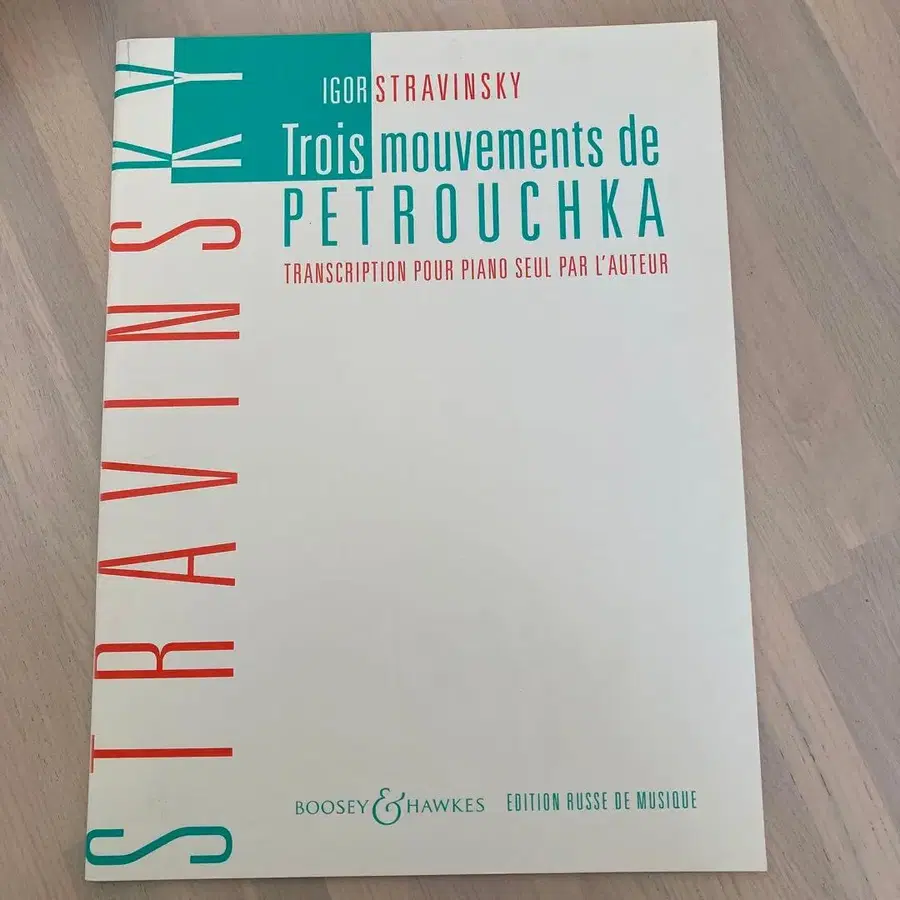 STRAVINSKY
IGOR STRAVINSKY
Trois mouvements de
PETROUCHKA
TRANSCRIPTION POUR PIANO SEUL PAR L'AUTEUR
BOOSEY & HAWKES EDITION RUSSE DE MUSIQUE